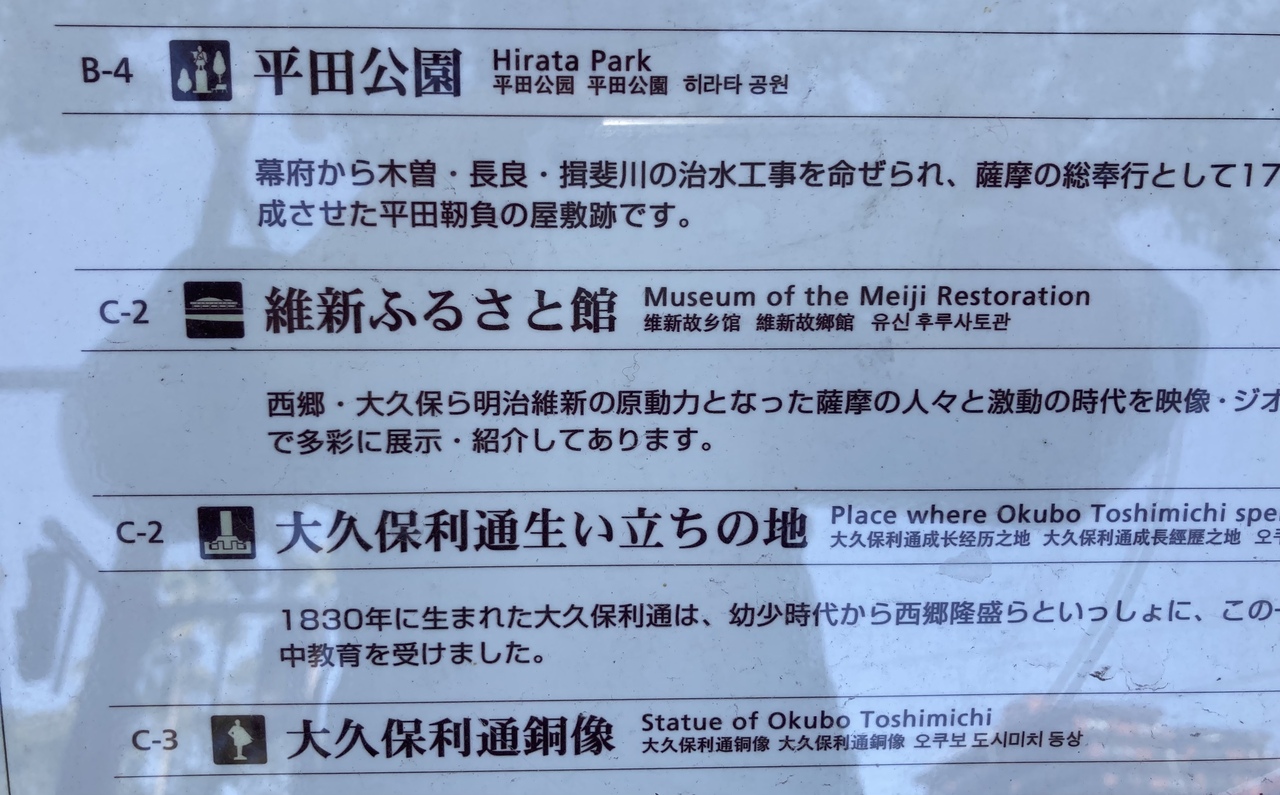 B-4 平田公園 Hirata Park
平田公园 平田公園 히라타 공원
幕府から木曽・長良・揖斐川の治水工事を命ぜられ、薩摩の総奉行として17
成させた平田靭負の屋敷跡です。
C-2 維新ふるさと館 Museum of the Meiji Restoration
维新故乡馆 維新故鄉館 유신 후루사토관
西郷・大久保ら明治維新の原動力となった薩摩の人々と激動の時代を映像・ジオ
で多彩に展示・紹介してあります。
C-2 大久保利通生い立ちの地 Place where Okubo Toshimichi spe
大久保利通成长经历之地 大久保利通成長經歷之地 오쿠
1830年に生まれた大久保利通は、幼少時代から西郷隆盛らといっしょに、この
中教育を受けました。
C-3 大久保利通銅像 Statue of Okubo Toshimichi
大久保利通铜像 大久保利通銅像 오쿠보 도시미치 동상